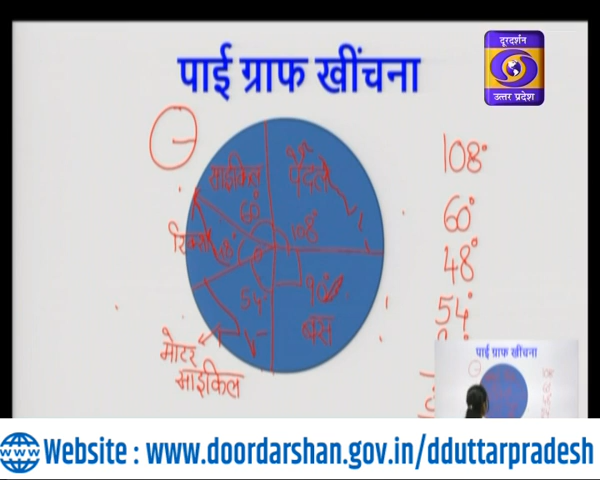 पाई ग्राफ खींचना
दूरदर्शन
उत्तर प्रदेश
साइकिल
पैदल
60°
108°
रिक्शा
48°
54°
बस
मोटर
साइकिल
108°
60°
48°
54°
पाई ग्राफ खींचना
Website : www.doordarshan.gov.in/dduttarpradesh